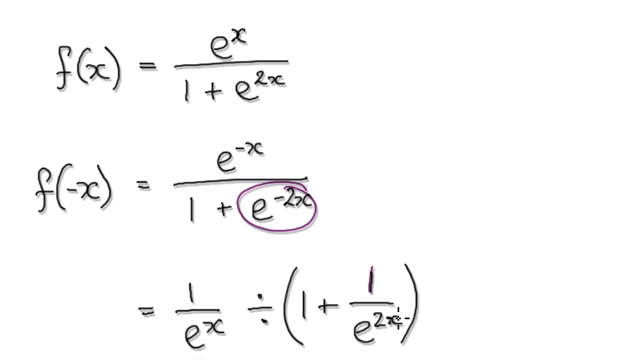 f(x) = e^x / (1 + e^{2x})
f(-x) = e^{-x} / (1 + e^{-2x})
= 1/e^x ÷ (1 + 1/e^{2x})